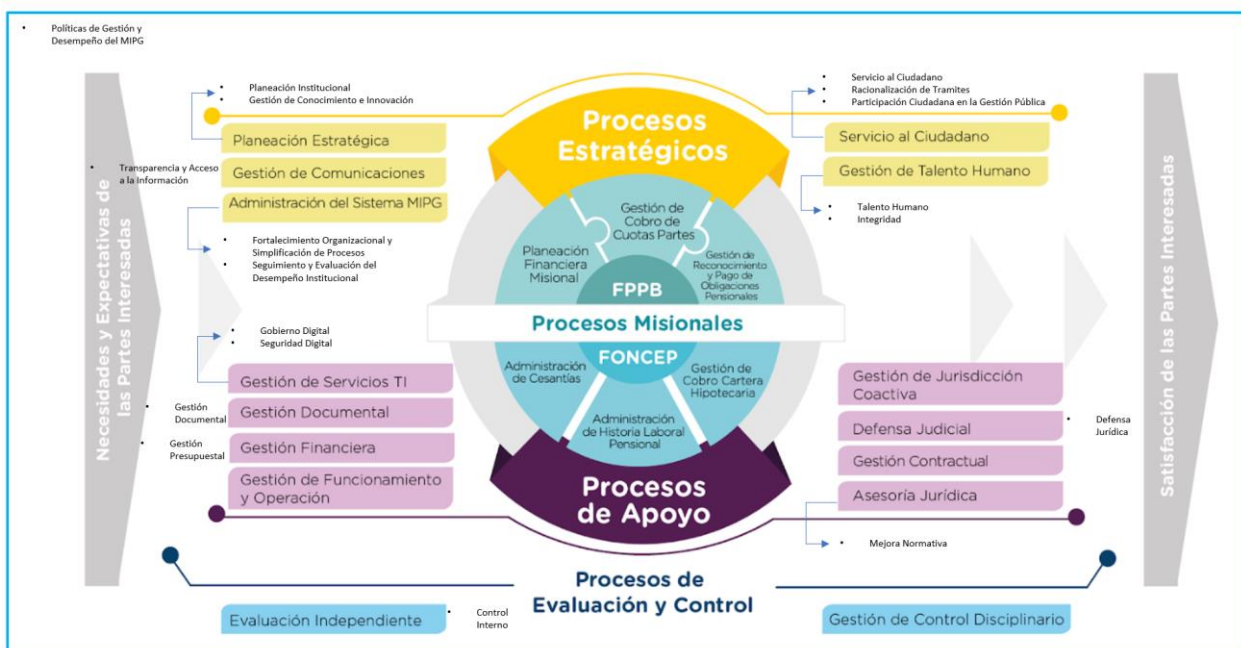 • Políticas de Gestión y
Desempeño del MIPG
Necesidades y Expectativas de
las Partes Interesadas
• Planeación Institucional
• Gestión de Conocimiento e Innovación
Planeación Estratégica
• Transparencia y Acceso
a la Información
Gestión de Comunicaciones
Administración del Sistema MIPG
• Fortalecimiento Organizacional y
Simplificación de Procesos
• Seguimiento y Evaluación del
Desempeño Institucional
Procesos
Estratégicos
• Servicio al Ciudadano
• Racionalización de Tramites
• Participación Ciudadana en la Gestión Pública
Servicio al Ciudadano
Gestión de Talento Humano
• Talento Humano
• Integridad
Planeación
Financiera
Misional
Gestión de
Cobro de
Cuotas Partes
Gestión de
Reconocimiento
y Pago de
Obligaciones
Pensionales
FPPB
Procesos Misionales
FONCEP
Administración
de Cesantías
Administración
de Historia Laboral
Pensional
Gestión de
Cobro Cartera
Hipotecaria
• Gobierno Digital
• Seguridad Digital
Gestión de Servicios TI
• Gestión
Documental
Gestión Documental
• Gestión
Presupuestal
Gestión Financiera
Gestión de Funcionamiento
y Operación
Procesos
de Apoyo
Gestión de Jurisdicción
Coactiva
Defensa Judicial
• Defensa
Jurídica
Gestión Contractual
Asesoría Jurídica
• Mejora Normativa
Satisfacción de las Partes Interesadas
Procesos de
Evaluación y Control
Evaluación Independiente
• Control
Interno
Gestión de Control Disciplinario